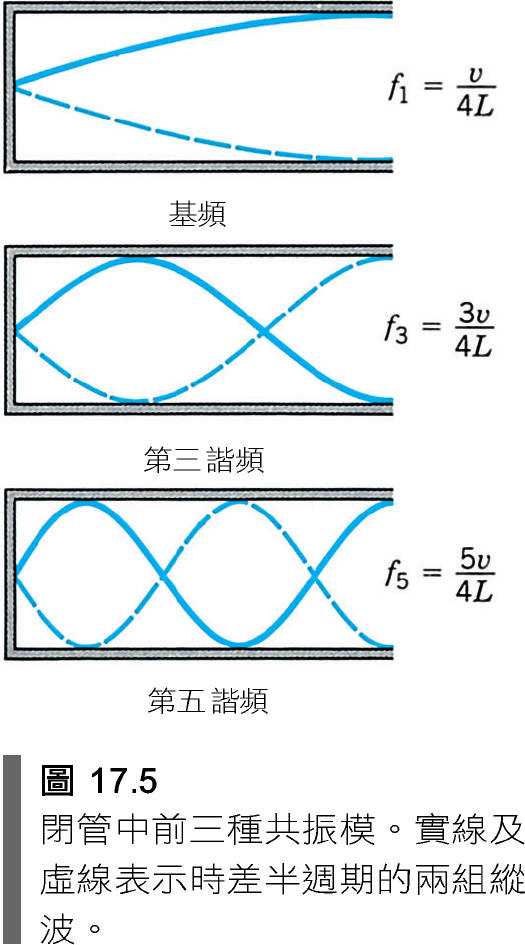 f₁ = v/4L
基頻
f₃ = 3v/4L
第三諧頻
f₅ = 5v/4L
第五諧頻
圖 17.5
閉管中前三種共振模。實線及
虛線表示時差半週期的兩組縱
波。